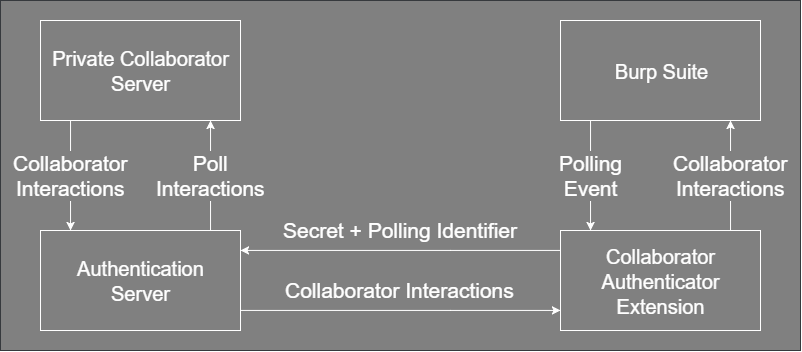 Private Collaborator
Server
Burp Suite
Collaborator
Interactions
Poll
Interactions
Polling
Event
Collaborator
Interactions
Secret + Polling Identifier
Authentication
Server
Collaborator Interactions
Collaborator
Authenticator
Extension